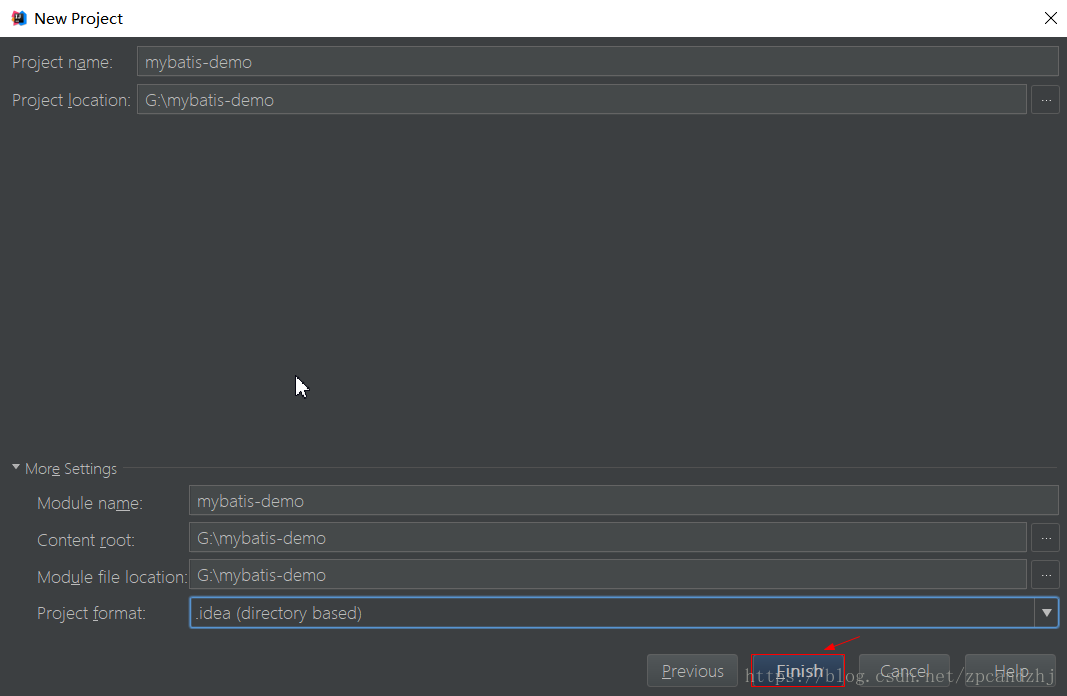 New Project
Project name: mybatis-demo
Project location: G:\mybatis-demo ...
More Settings
Module name: mybatis-demo
Content root: G:\mybatis-demo ...
Module file location: G:\mybatis-demo ...
Project format: .idea (directory based)
Previous Finish Cancel Help
https://blog.csdn.net/zpcandzhj